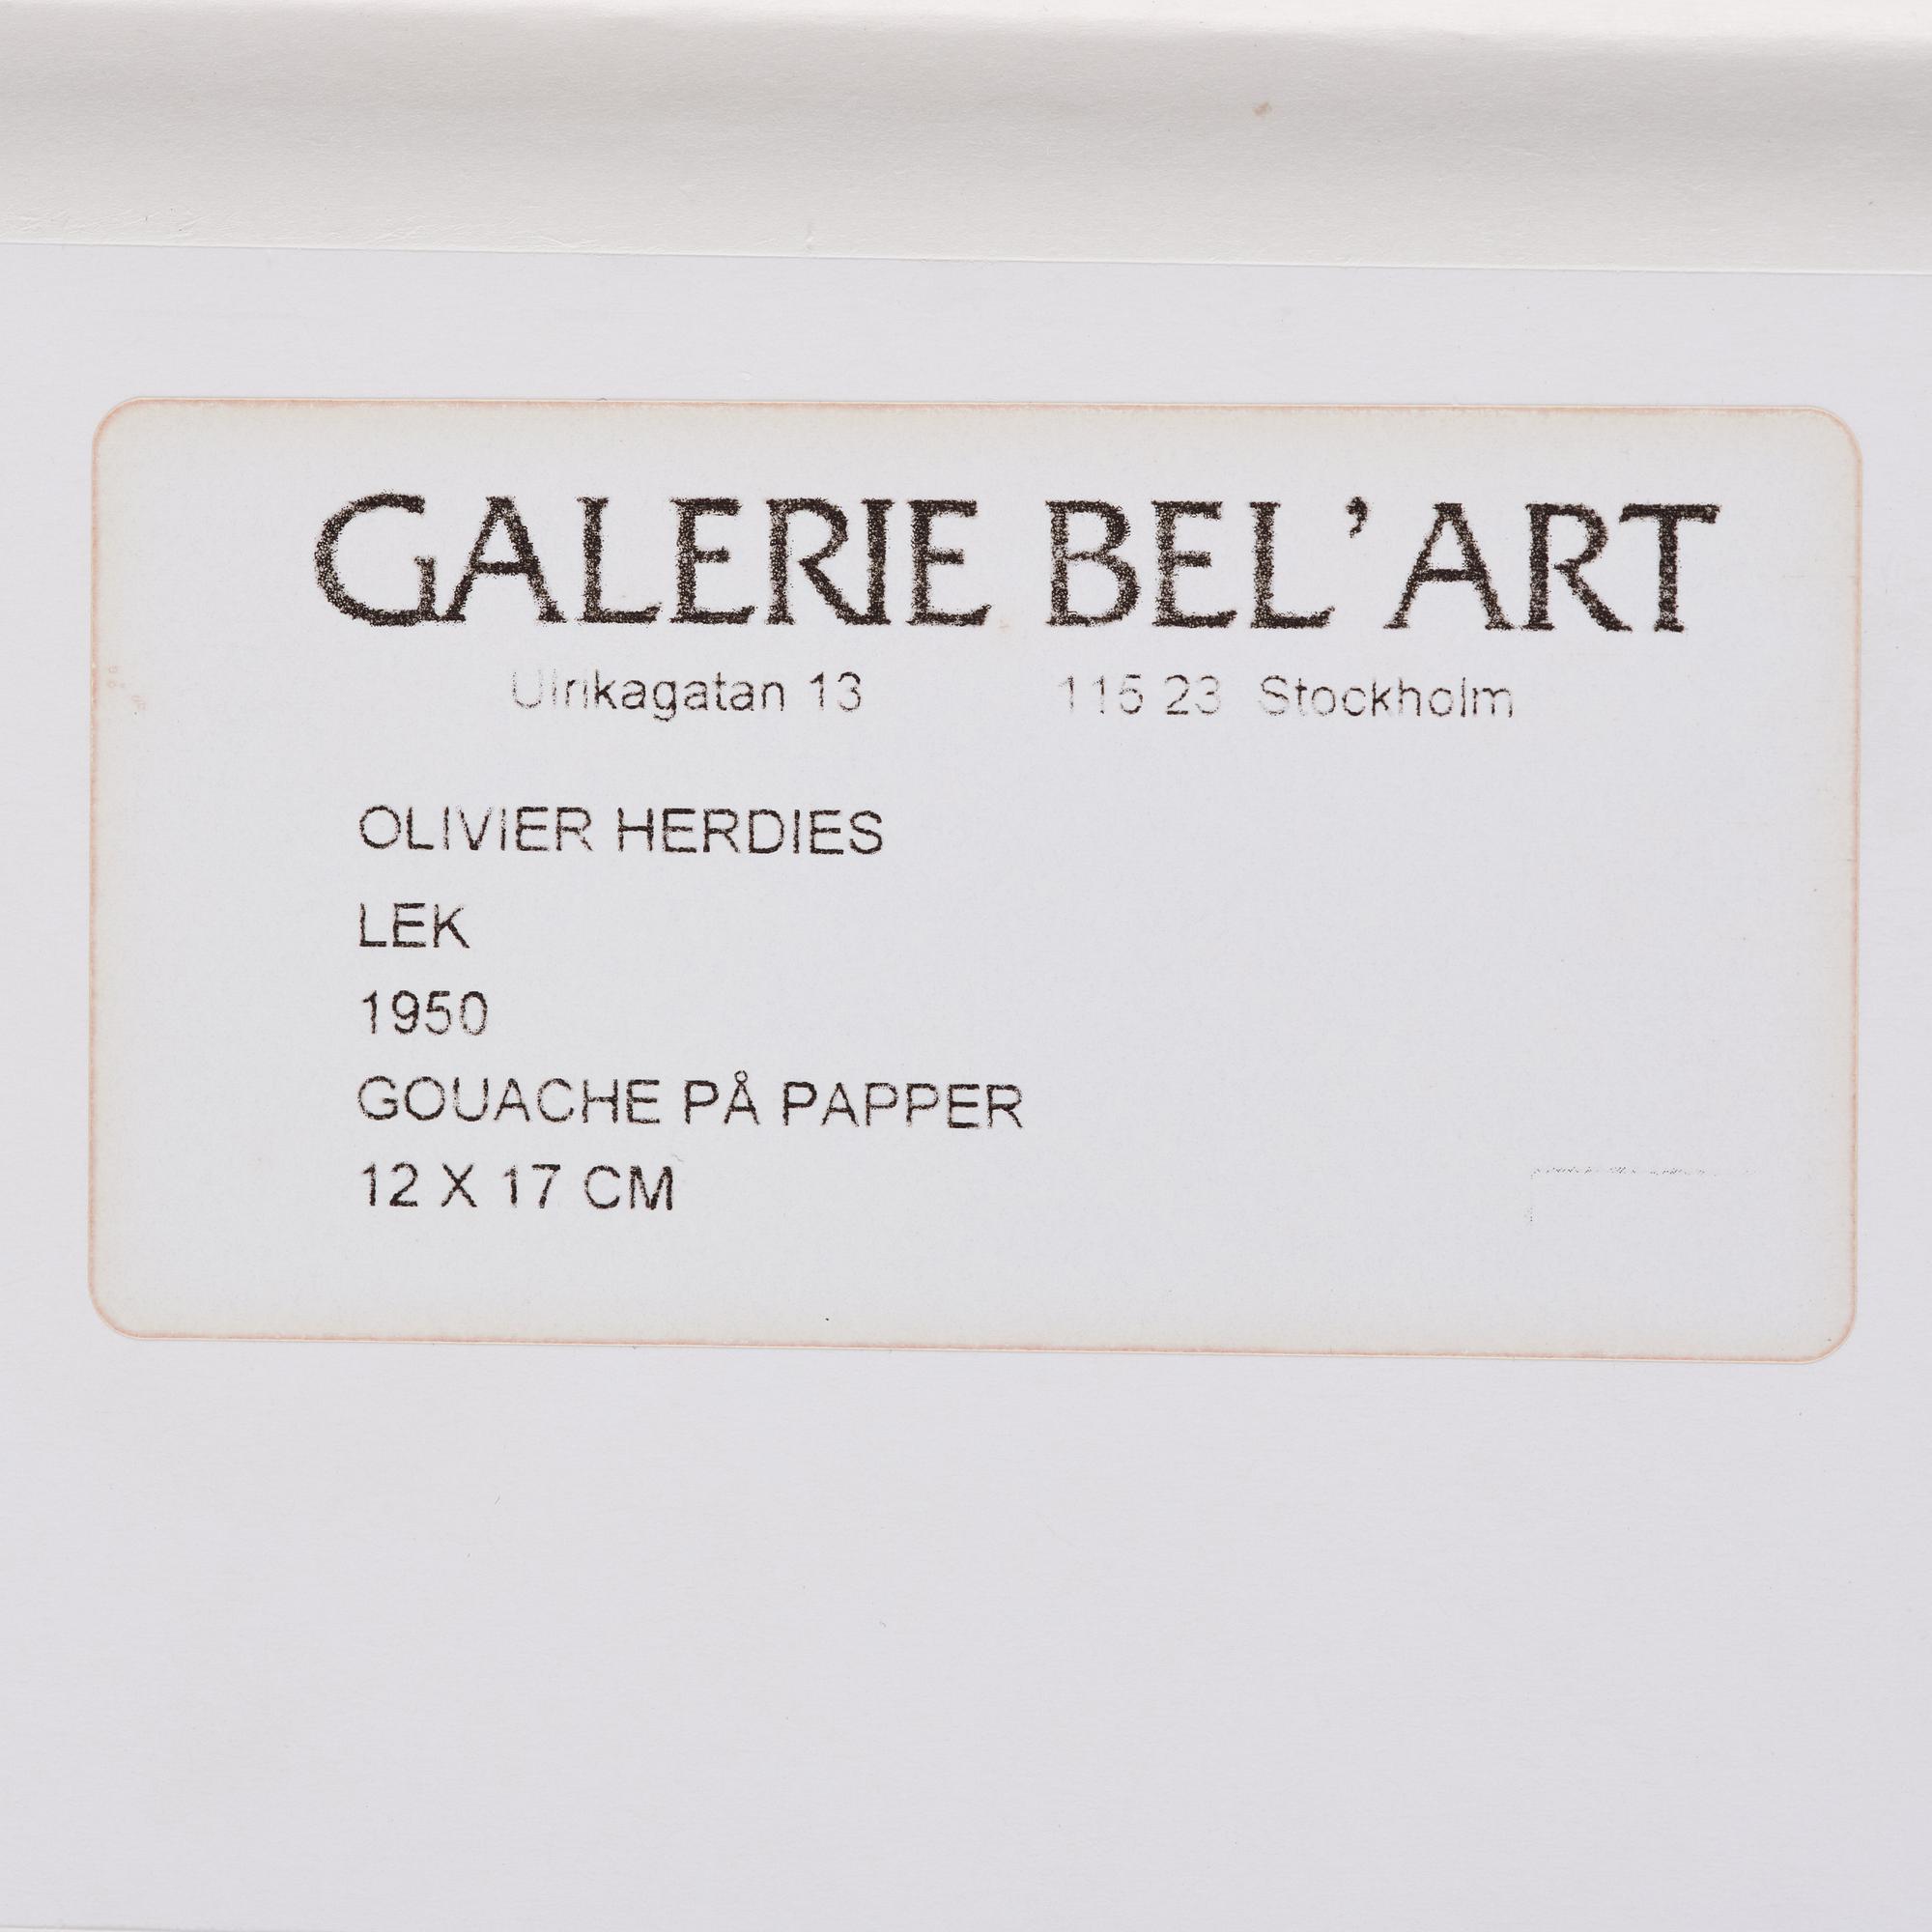 GALERIE BEL'ART
Ulrikagatan 13 115 23 Stockholm
OLIVIER HERDIES
LEK
1950
GOUACHE PÅ PAPPER
12 X 17 CM